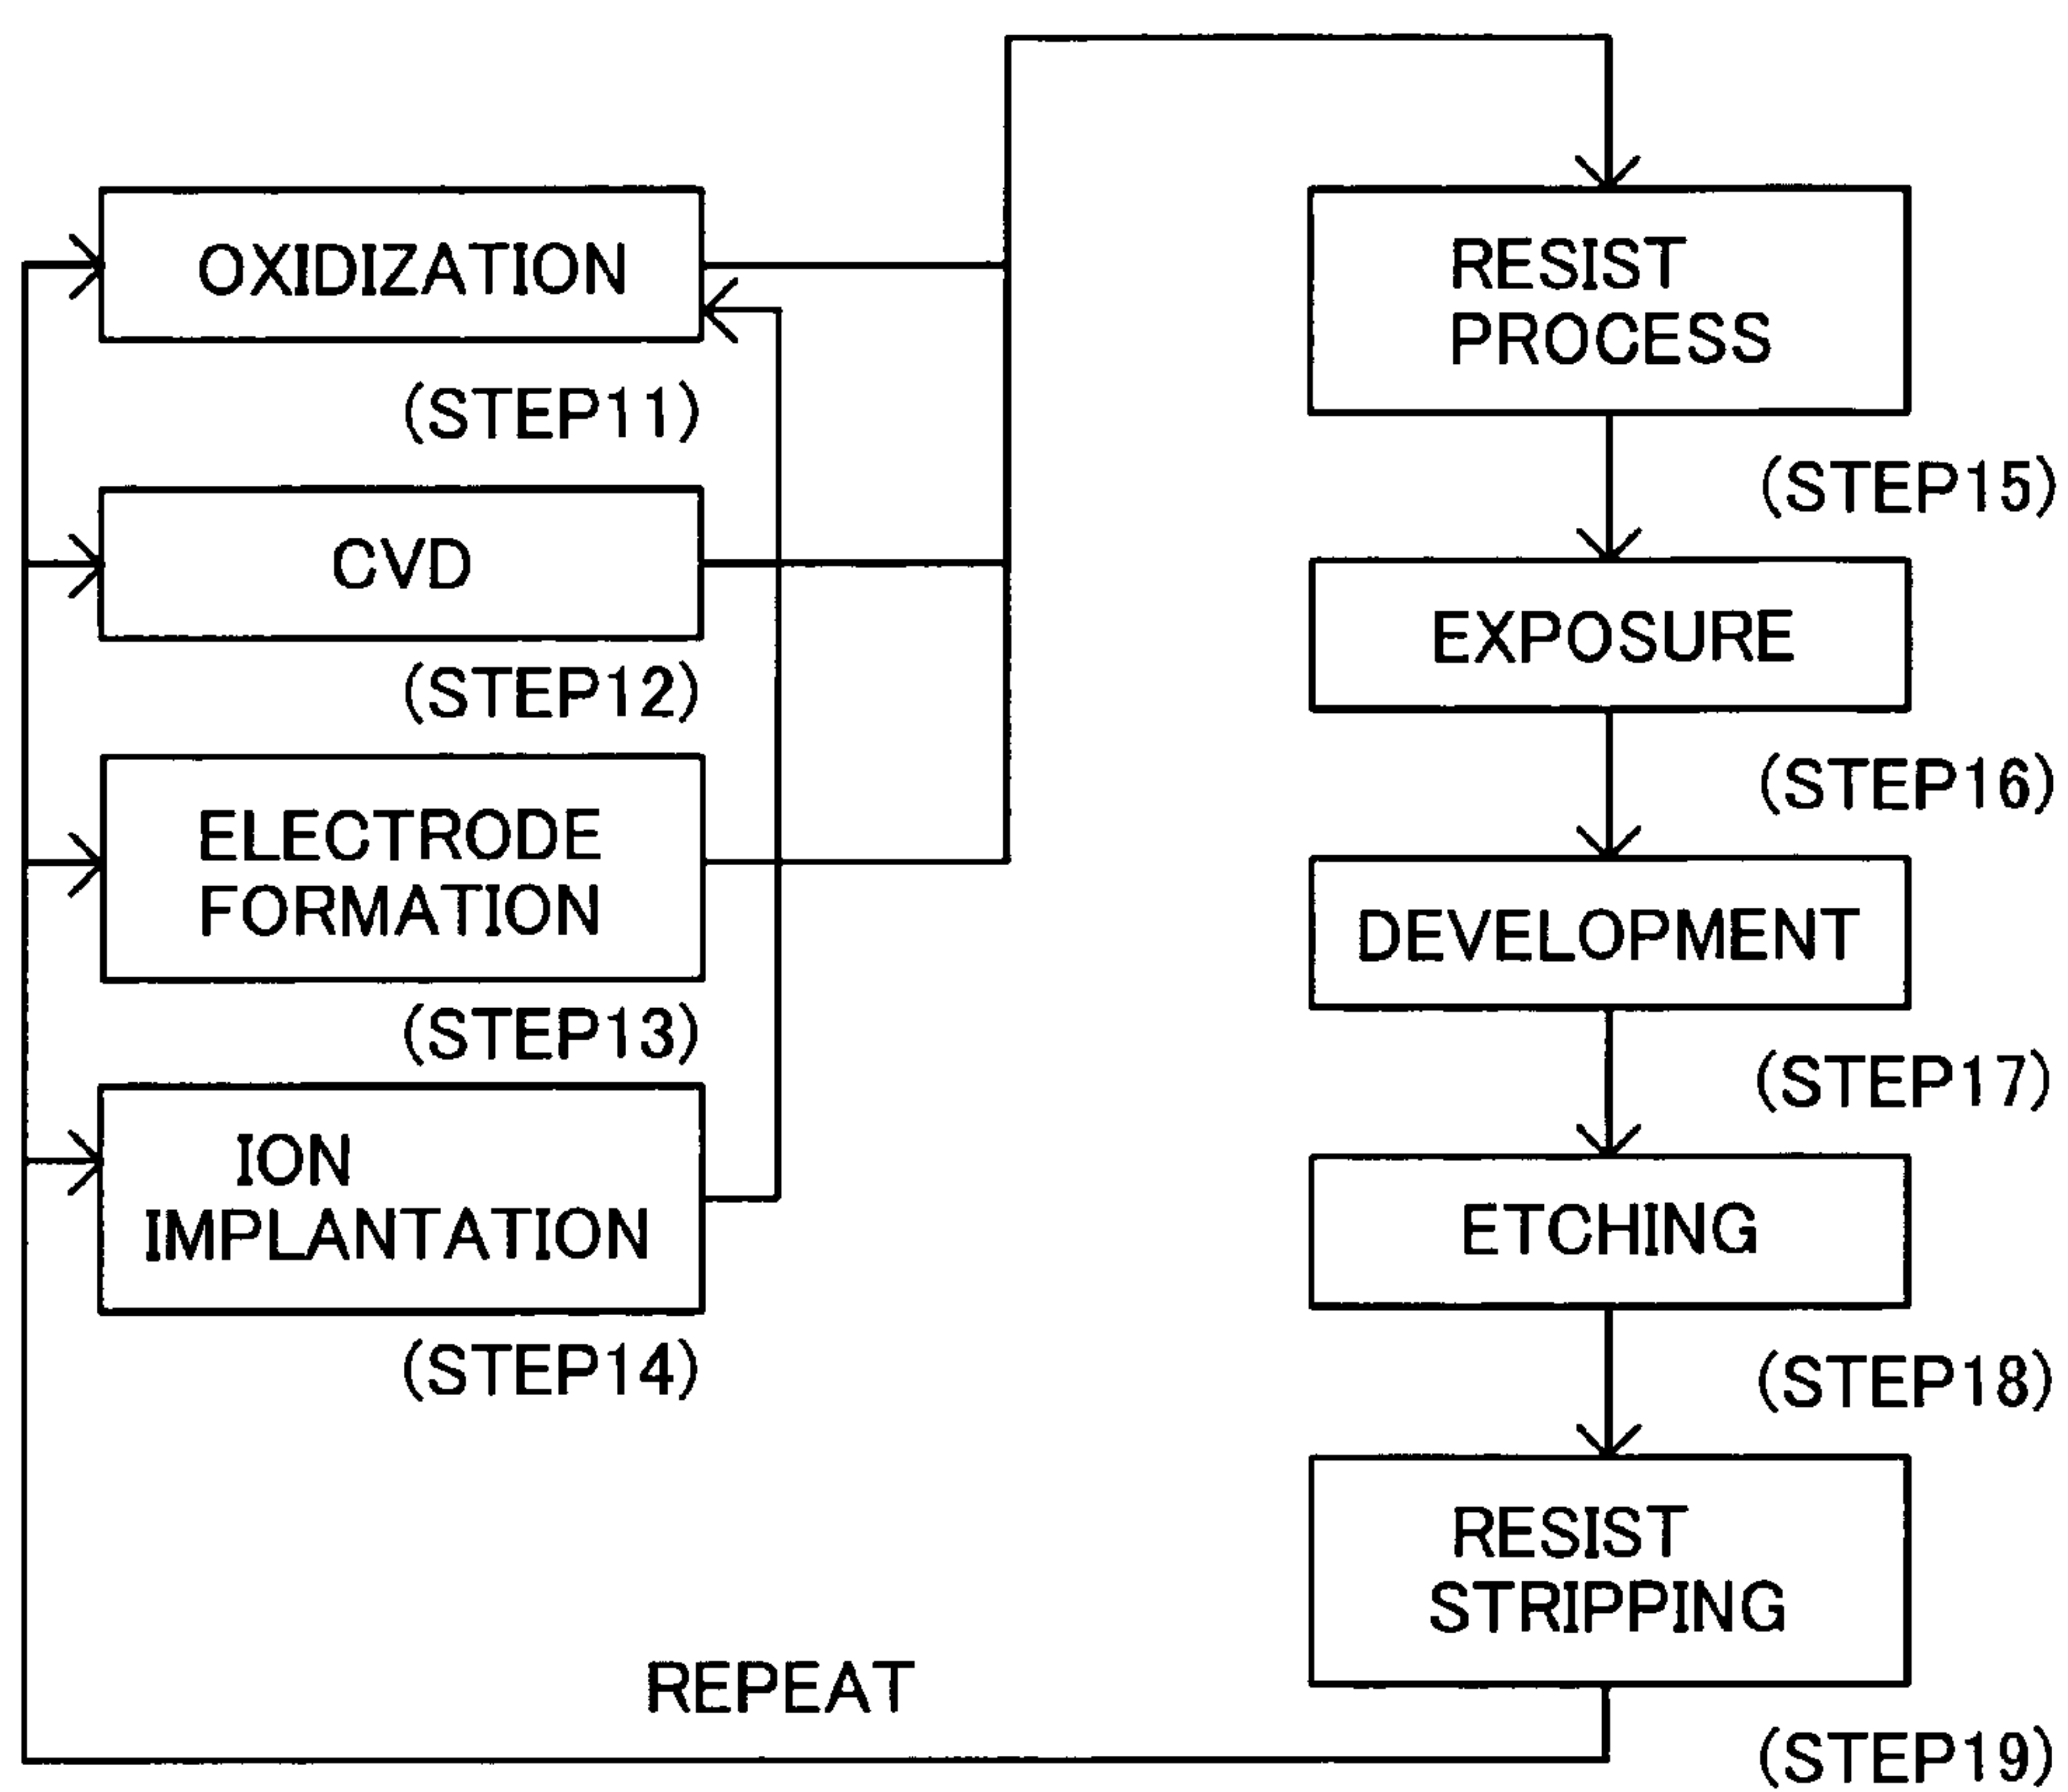 OXIDIZATION
(STEP11)
CVD
(STEP12)
ELECTRODE
FORMATION
(STEP13)
ION
IMPLANTATION
(STEP14)
RESIST
PROCESS
(STEP15)
EXPOSURE
(STEP16)
DEVELOPMENT
(STEP17)
ETCHING
(STEP18)
RESIST
STRIPPING
(STEP19)
REPEAT